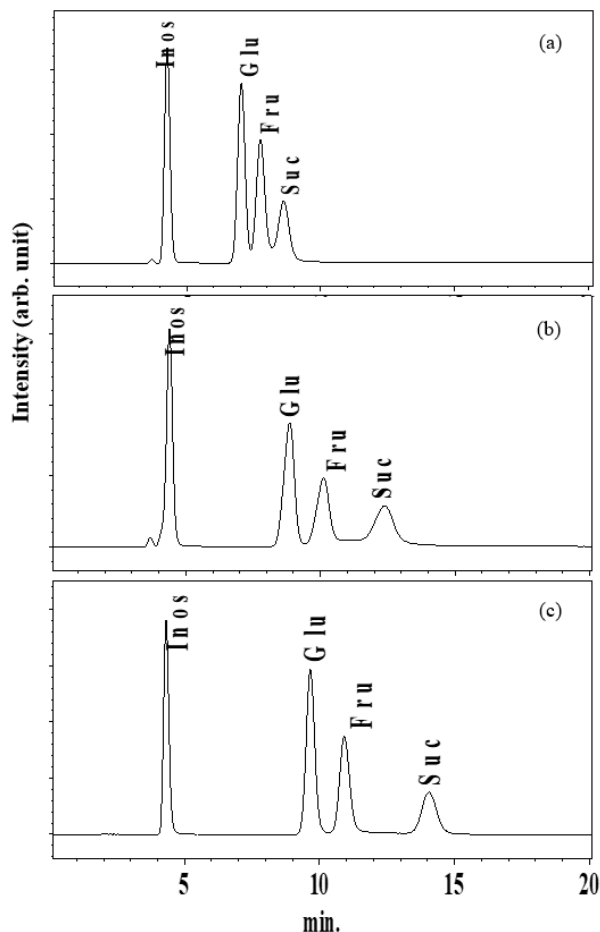 Intensity (arb. unit)
(a)
Inos
Glu
Fru
Suc
(b)
Inos
Glu
Fru
Suc
(c)
Inos
Glu
Fru
Suc
5 10 15 20
min.